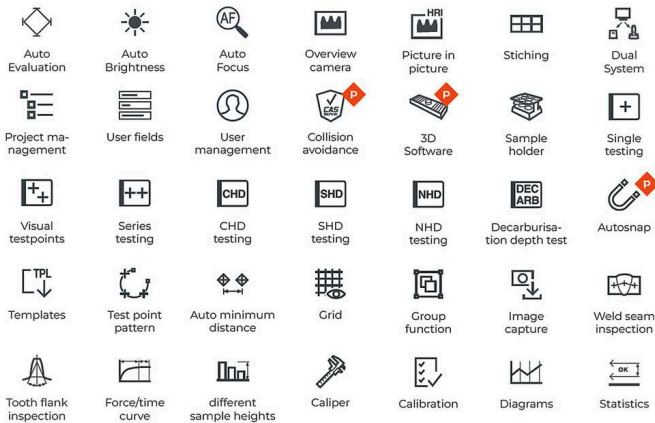 AF
HRI
Auto
Evaluation
Auto
Brightness
Auto
Focus
Overview
camera
Picture in
picture
Stiching
Dual
System
P
CAS
P
Project ma-
nagement
User fields
User
management
Collision
avoidance
3D
Software
Sample
holder
Single
testing
CHD
SHD
NHD
DEC
ARB
P
Visual
testpoints
Series
testing
CHD
testing
SHD
testing
NHD
testing
Decarburisa-
tion depth test
Autosnap
TPL
Templates
Test point
pattern
Auto minimum
distance
Grid
Group
function
Image
capture
Weld seam
inspection
OK
Tooth flank
inspection
Force/time
curve
different
sample heights
Caliper
Calibration
Diagrams
Statistics